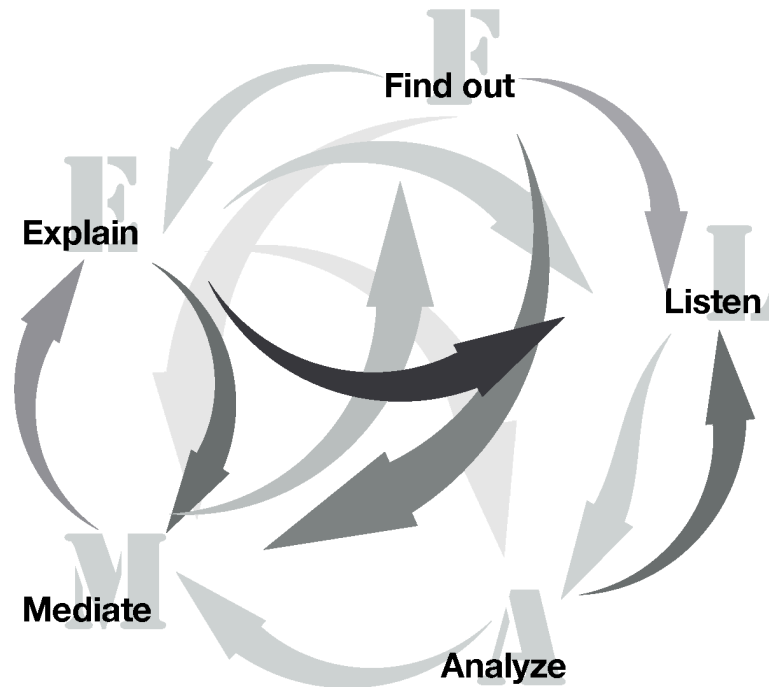 F
Find out
E
Explain
L
Listen
M
Mediate
A
Analyze